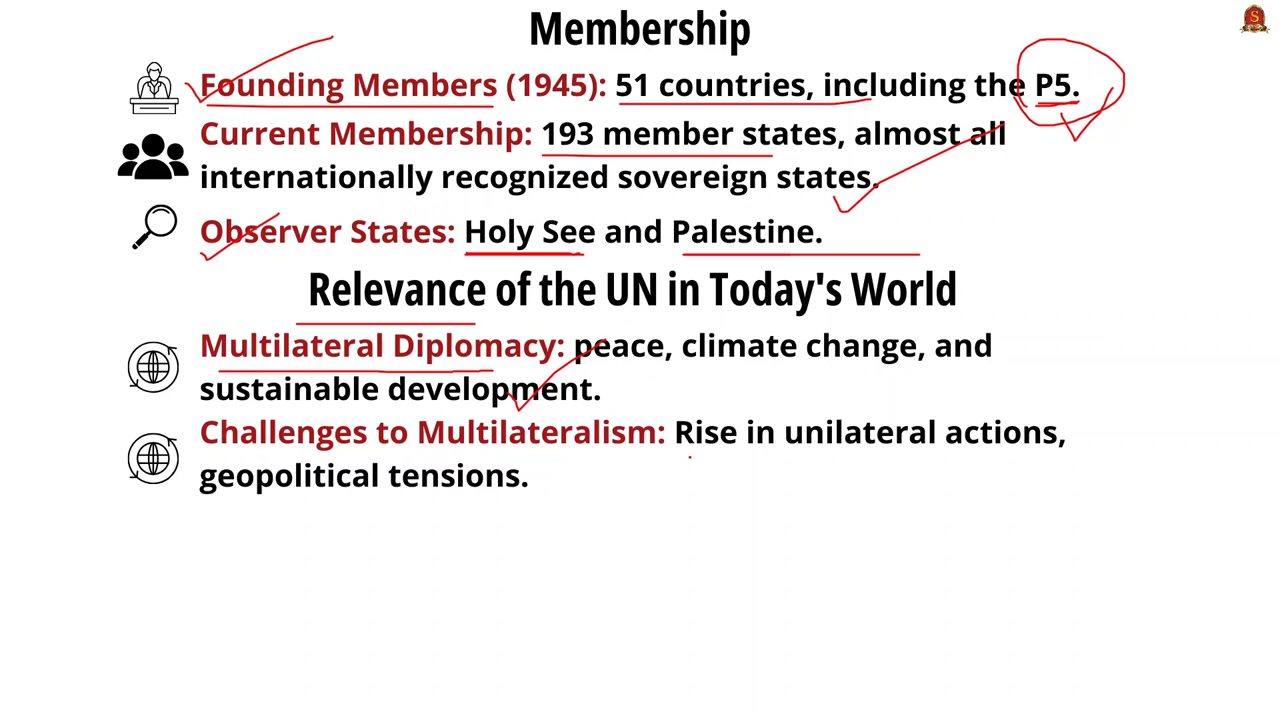 Membership
Founding Members (1945): 51 countries, including the P5.
Current Membership: 193 member states, almost all
internationally recognized sovereign states.
Observer States: Holy See and Palestine.
Relevance of the UN in Today's World
Multilateral Diplomacy: peace, climate change, and
sustainable development.
Challenges to Multilateralism: Rise in unilateral actions,
geopolitical tensions.
S